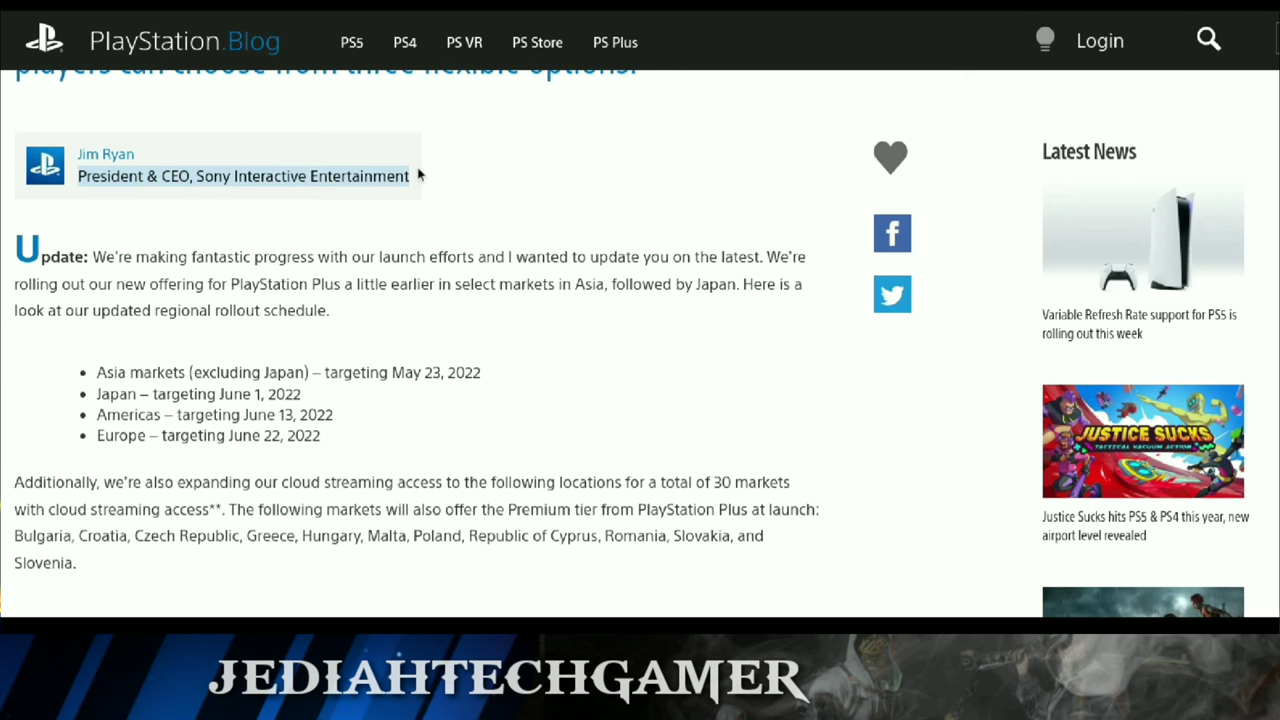 PlayStation.Blog
PS5
PS4
PS VR
PS Store
PS Plus
Login
players can choose from three flexible options.
Jim Ryan
President & CEO, Sony Interactive Entertainment
Update: We're making fantastic progress with our launch efforts and I wanted to update you on the latest. We're
rolling out our new offering for PlayStation Plus a little earlier in select markets in Asia, followed by Japan. Here is a
look at our updated regional rollout schedule.
• Asia markets (excluding Japan) – targeting May 23, 2022
• Japan – targeting June 1, 2022
• Americas – targeting June 13, 2022
• Europe – targeting June 22, 2022
Additionally, we're also expanding our cloud streaming access to the following locations for a total of 30 markets
with cloud streaming access**. The following markets will also offer the Premium tier from PlayStation Plus at launch:
Bulgaria, Croatia, Czech Republic, Greece, Hungary, Malta, Poland, Republic of Cyprus, Romania, Slovakia, and
Slovenia.
Latest News
Variable Refresh Rate support for PS5 is
rolling out this week
JUSTICE SUCKS
TACTICAL VACUUM ACTION
Justice Sucks hits PS5 & PS4 this year, new
airport level revealed
JEDIAHTECHGAMER